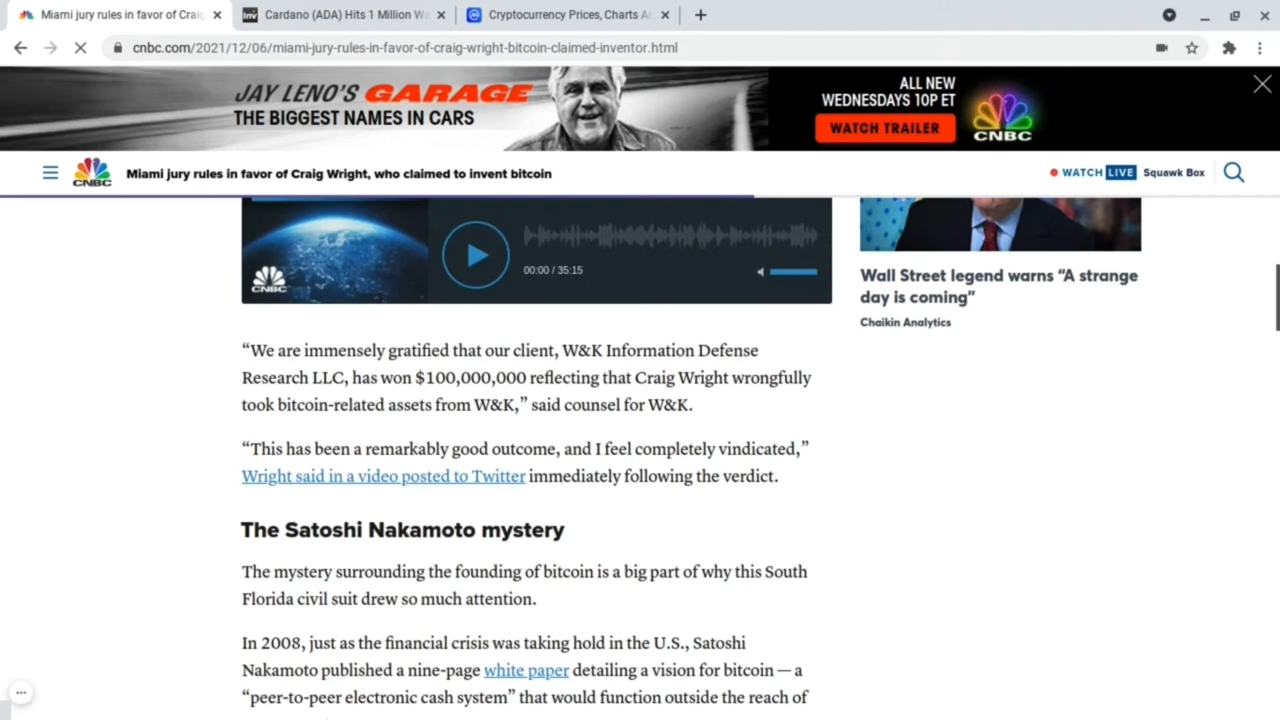 Miami jury rules in favor of Craig
Cardano (ADA) Hits 1 Million Wa
Cryptocurrency Prices, Charts A
cnbc.com/2021/12/06/miami-jury-rules-in-favor-of-craig-wright-bitcoin-claimed-inventor.html
JAY LENO'S GARAGE
THE BIGGEST NAMES IN CARS
ALL NEW
WEDNESDAYS 10P ET
WATCH TRAILER
CNBC
CNBC
Miami jury rules in favor of Craig Wright, who claimed to invent bitcoin
WATCH LIVE Squawk Box
CNBC
00:00 / 35:15
Wall Street legend warns “A strange
day is coming”
Chaikin Analytics
“We are immensely gratified that our client, W&K Information Defense
Research LLC, has won $100,000,000 reflecting that Craig Wright wrongfully
took bitcoin-related assets from W&K,” said counsel for W&K.
“This has been a remarkably good outcome, and I feel completely vindicated,”
Wright said in a video posted to Twitter immediately following the verdict.
The Satoshi Nakamoto mystery
The mystery surrounding the founding of bitcoin is a big part of why this South
Florida civil suit drew so much attention.
In 2008, just as the financial crisis was taking hold in the U.S., Satoshi
Nakamoto published a nine-page white paper detailing a vision for bitcoin — a
“peer-to-peer electronic cash system” that would function outside the reach of